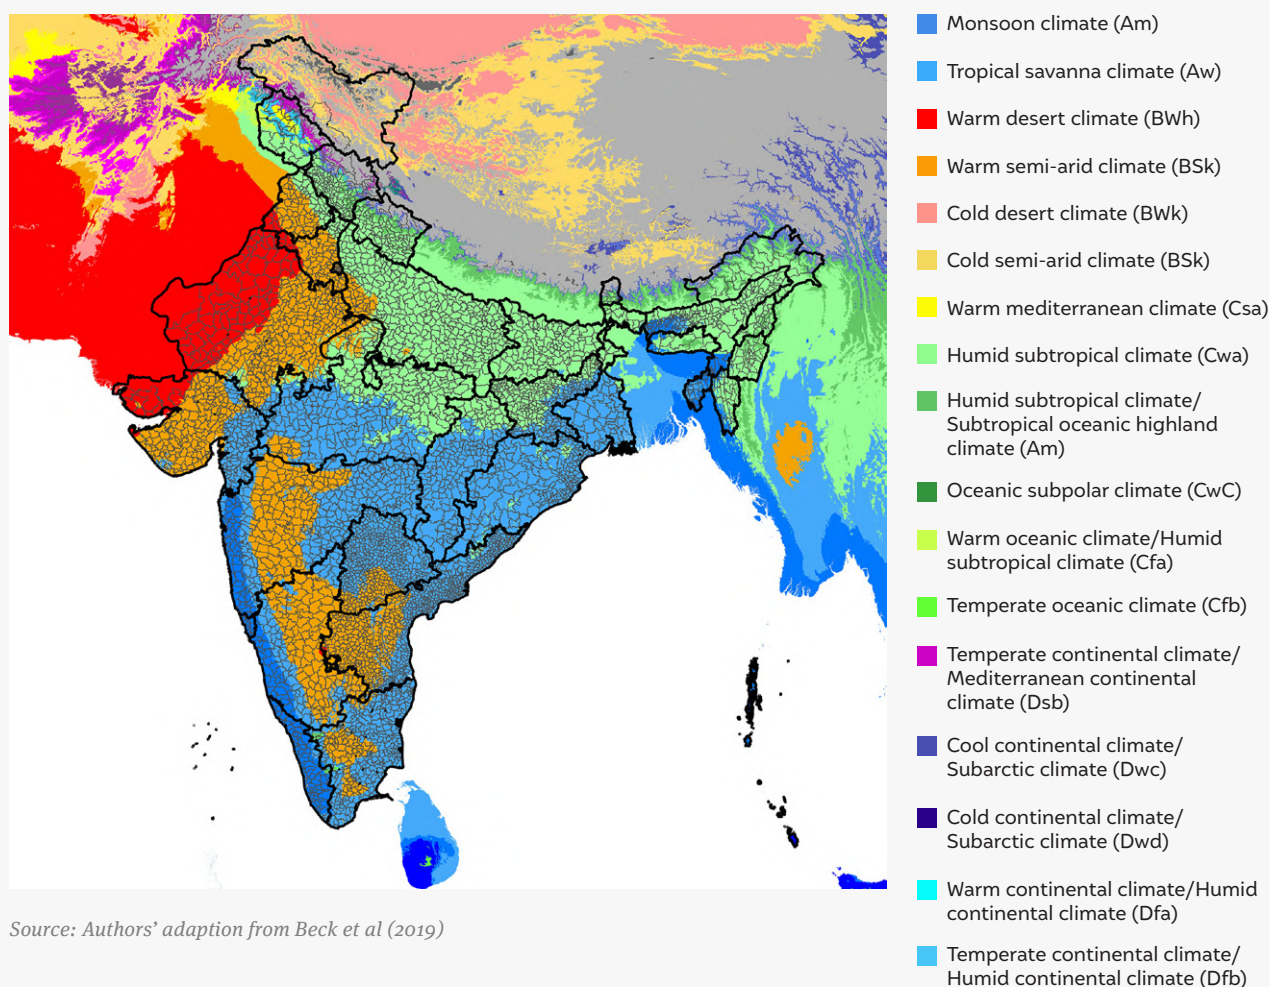 Monsoon climate (Am)
Tropical savanna climate (Aw)
Warm desert climate (BWh)
Warm semi-arid climate (BSk)
Cold desert climate (BWk)
Cold semi-arid climate (BSk)
Warm mediterranean climate (Csa)
Humid subtropical climate (Cwa)
Humid subtropical climate/
Subtropical oceanic highland
climate (Am)
Oceanic subpolar climate (CwC)
Warm oceanic climate/Humid
subtropical climate (Cfa)
Temperate oceanic climate (Cfb)
Temperate continental climate/
Mediterranean continental
climate (Dsb)
Cool continental climate/
Subarctic climate (Dwc)
Cold continental climate/
Subarctic climate (Dwd)
Warm continental climate/Humid
continental climate (Dfa)
Temperate continental climate/
Humid continental climate (Dfb)
Source: Authors' adaption from Beck et al (2019)